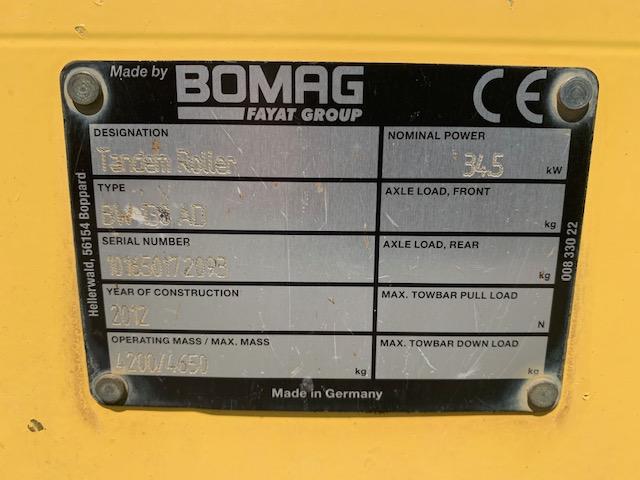 Made by BOMAG
FAYAT GROUP
CE
DESIGNATION
Tandem Roller
NOMINAL POWER
34.5 kW
TYPE
AD
AXLE LOAD, FRONT
kg
SERIAL NUMBER
AXLE LOAD, REAR
kg
YEAR OF CONSTRUCTION
2012
MAX. TOWBAR PULL LOAD
N
OPERATING MASS / MAX. MASS
4200/4650 kg
MAX. TOWBAR DOWN LOAD
kg
Made in Germany
Hellerwald, 56154 Boppard
008 330 22